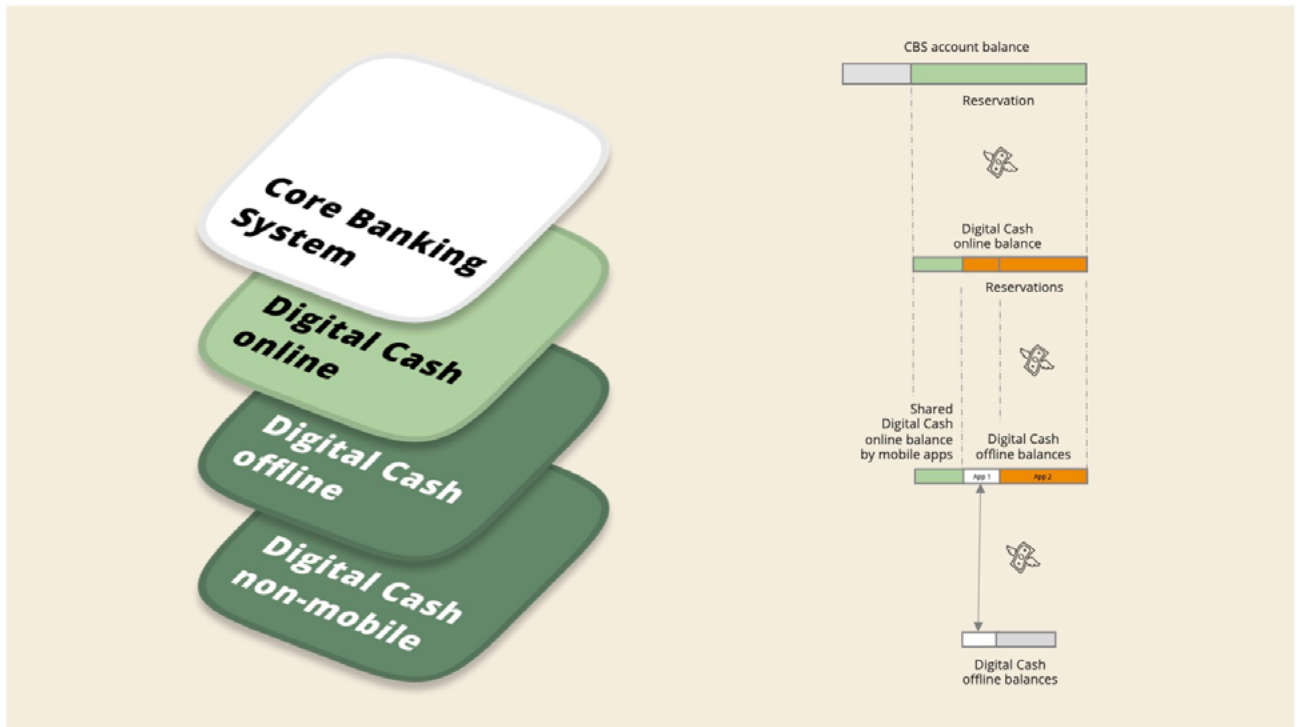 Core Banking
System
Digital Cash
online
Digital Cash
offline
Digital Cash
non-mobile
CBS account balance
Reservation
Digital Cash
online balance
Reservations
Shared
Digital Cash
online balance
by mobile apps
Digital Cash
offline balances
App 1
App 2
Digital Cash
offline balances